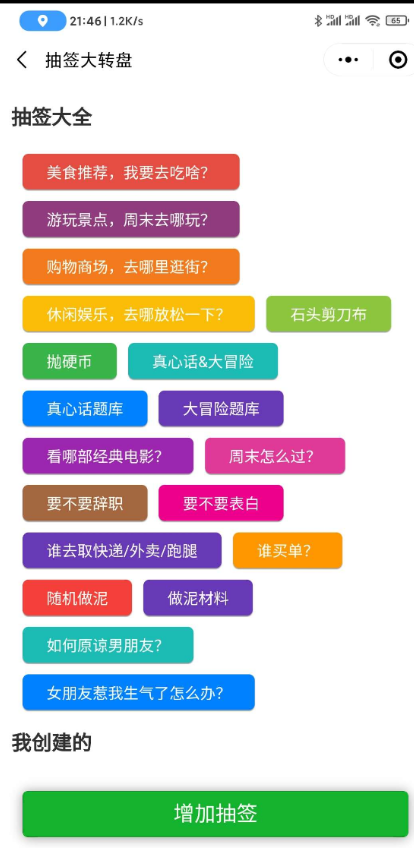 21:46 | 1.2K/s
HD HD 65
抽签大转盘
抽签大全
美食推荐，我要去吃啥？
游玩景点，周末去哪玩？
购物商场，去哪里逛街？
休闲娱乐，去哪放松一下？ 石头剪刀布
抛硬币 真心话&大冒险
真心话题库 大冒险题库
看哪部经典电影？ 周末怎么过？
要不要辞职 要不要表白
谁去取快递/外卖/跑腿 谁买单？
随机做泥 做泥材料
如何原谅男朋友？
女朋友惹我生气了怎么办？
我创建的
增加抽签